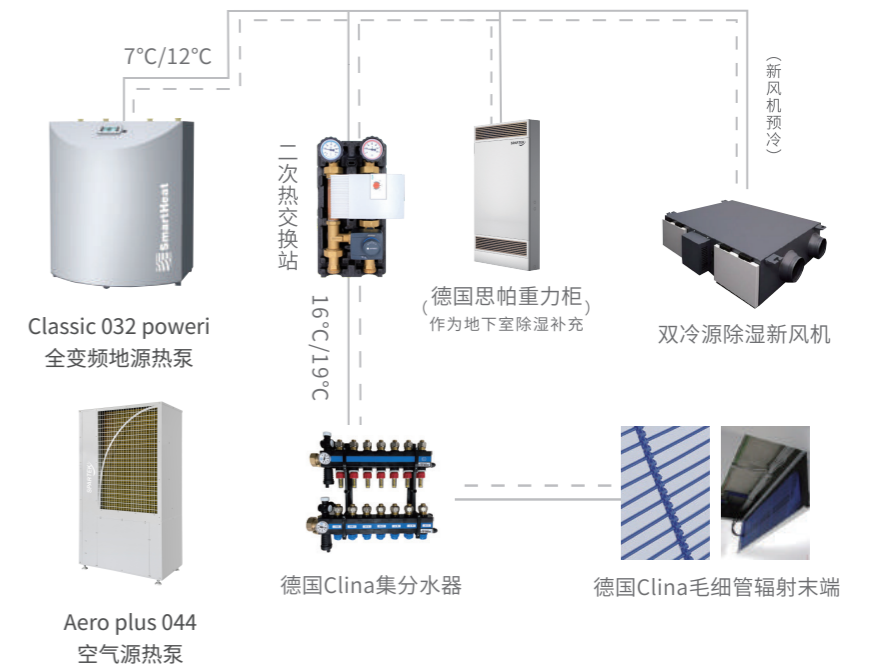 7℃/12℃
（新风机预冷）
二次热交换站
SmartHeat
16℃/19℃
德国思帕重力柜
（作为地下室除湿补充）
Classic 032 poweri
全变频地源热泵
双冷源除湿新风机
德国Clina集分水器
德国Clina毛细管辐射末端
Aero plus 044
空气源热泵